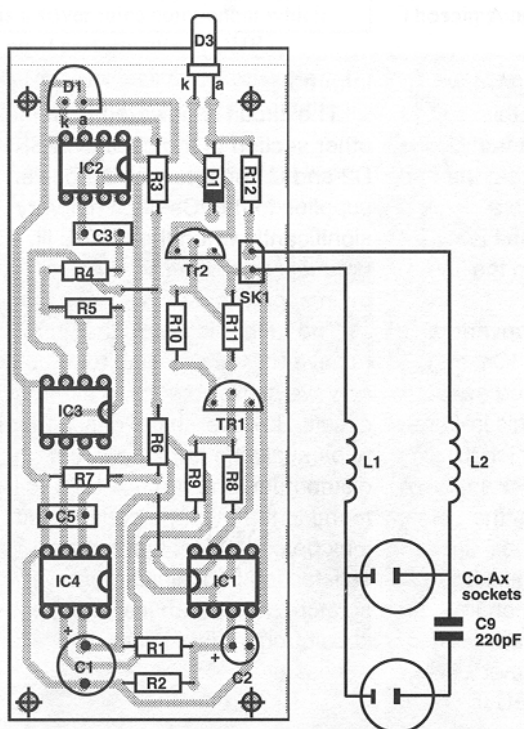 D3
D1
k a
k a
IC2
R3
D1
R12
C3
Tr2
SK1
R4
R5
R10
R11
IC3
TR1
L1
L2
R6
R7
R9
R8
C5
IC4
IC1
Co-Ax
sockets
C9
220pF
+
R1
+
C1
R2
C2